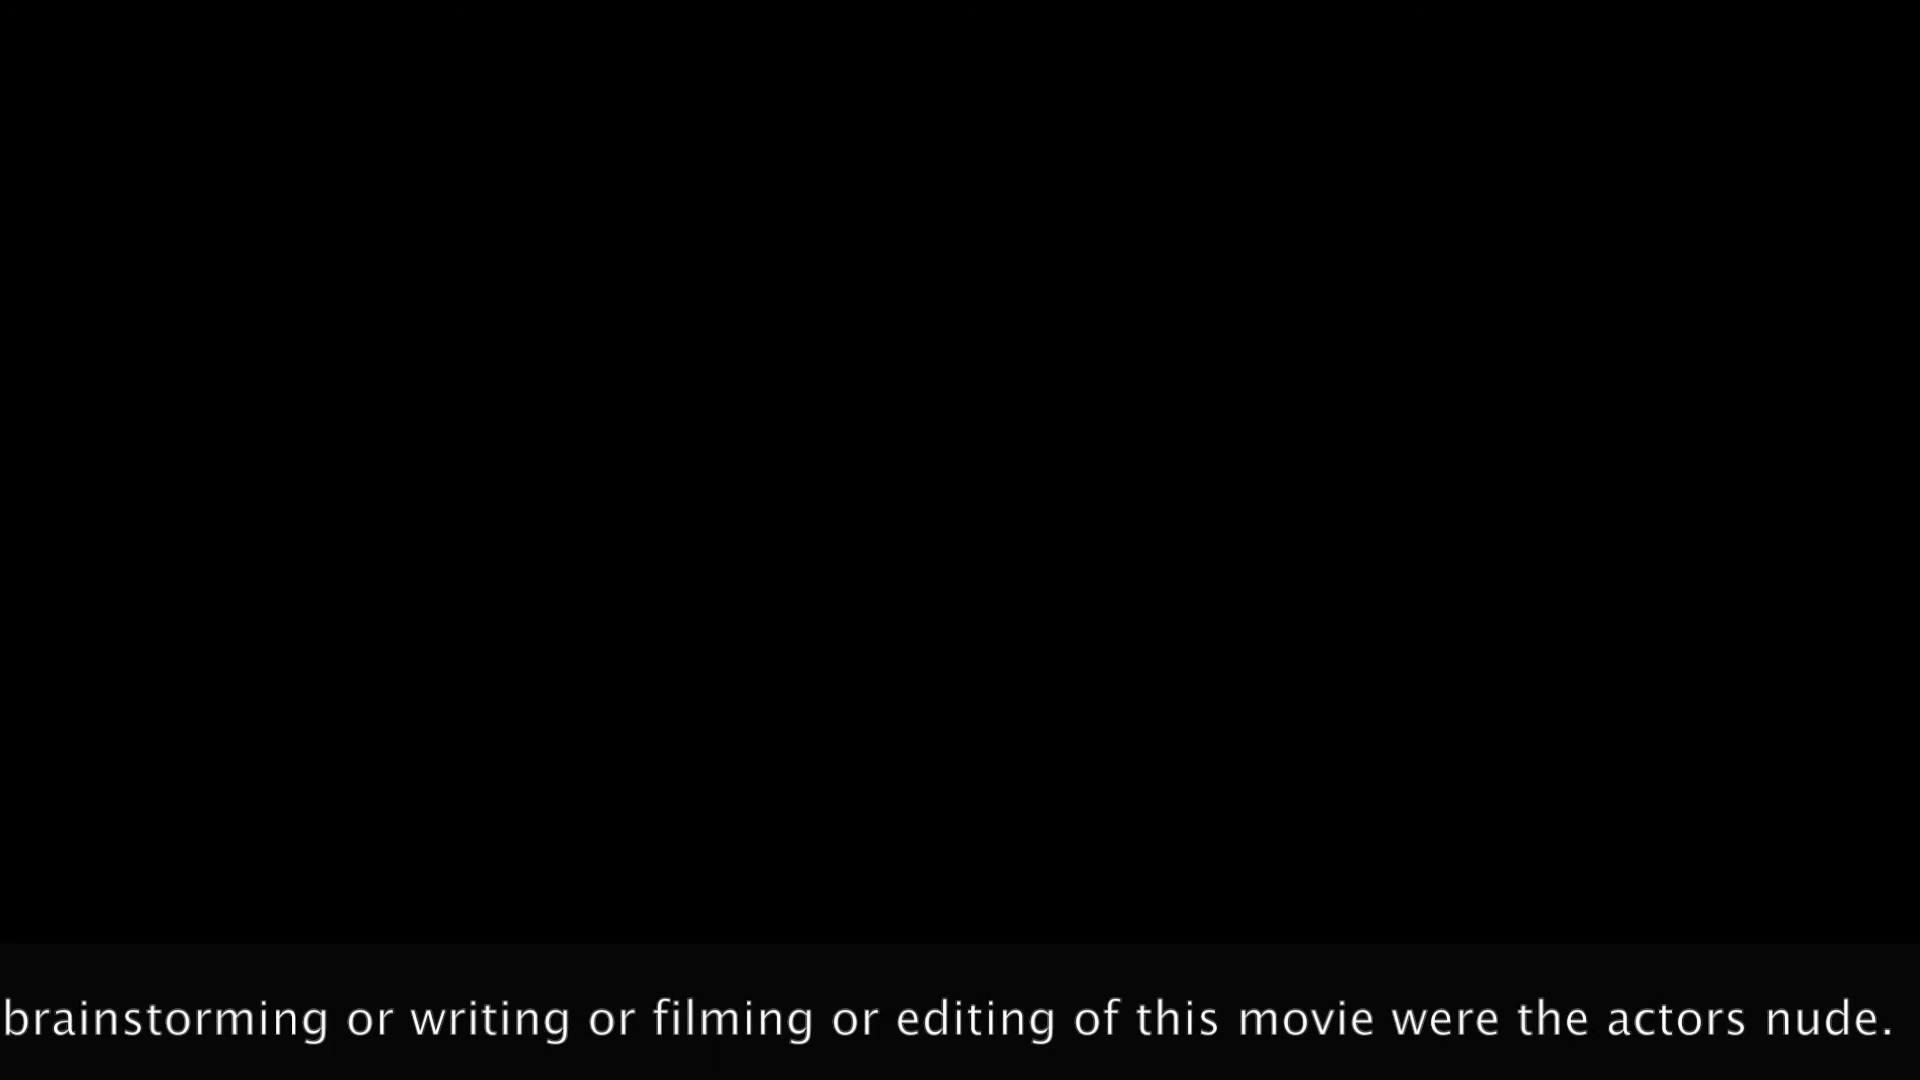 brainstorming or writing or filming or editing of this movie were the actors nude.